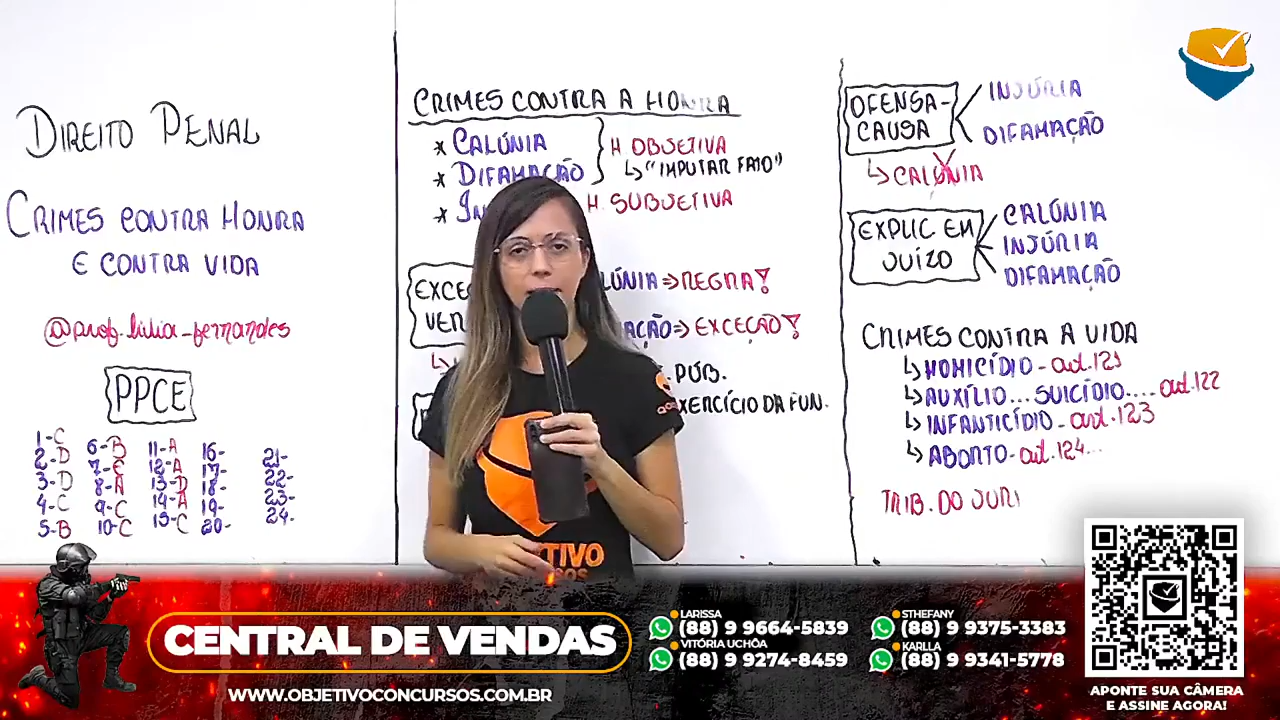 DIREITO PENAL
CRIMES CONTRA HONRA
E CONTRA VIDA
@prof.lilia_fernandes
PPCE
1-C
2-D
3-D
4-C
5-B
6-B
7-E
8-A
9-C
10-C
11-A
12-A
13-D
14-A
15-C
16-
17-
18-
19-
20-
21-
22-
23-
24-
CRIMES CONTRA A HONRA
* CALÚNIA
* DIFAMAÇÃO
H OBJETIVA
↳ "IMPUTAR FATO"
H. SUBJETIVA
LÚNIA ⇒ REGRA!
AÇÃO ⇒ EXCEÇÃO!
. PÚB.
XERCÍCIO DA FUN.
OFENSA-
CAUSA
INJÚRIA
DIFAMAÇÃO
↳ CALÚNIA
EXPLIC EM
JUÍZO
CALÚNIA
INJÚRIA
DIFAMAÇÃO
CRIMES CONTRA A VIDA
↳ HOMICÍDIO - art.121
↳ AUXÍLIO... SUICÍDIO.... art.122
↳ INFANTICÍDIO - art.123
↳ ABORTO - art.124...
TRIB. DO JURI
TIVO
CENTRAL DE VENDAS
WWW.OBJETIVOCONCURSOS.COM.BR
LARISSA
(88) 9 9664-5839
VITÓRIA UCHÔA
(88) 9 9274-8459
STHEFANY
(88) 9 9375-3383
KARLLA
(88) 9 9341-5778
APONTE SUA CÂMERA
E ASSINE AGORA!